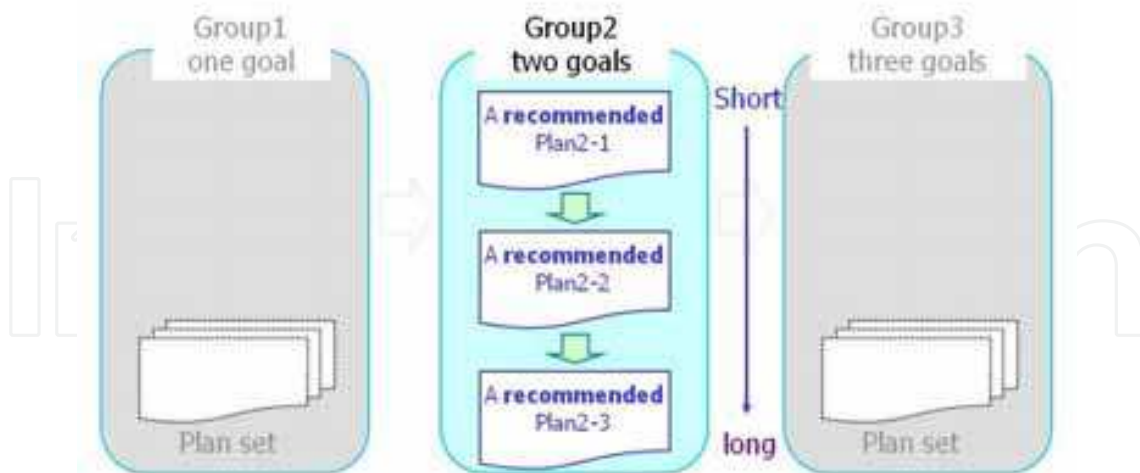 Group1
one goal
Plan set
Group2
two goals
A recommended
Plan2-1
A recommended
Plan2-2
A recommended
Plan2-3
Short
long
Group3
three goals
Plan set